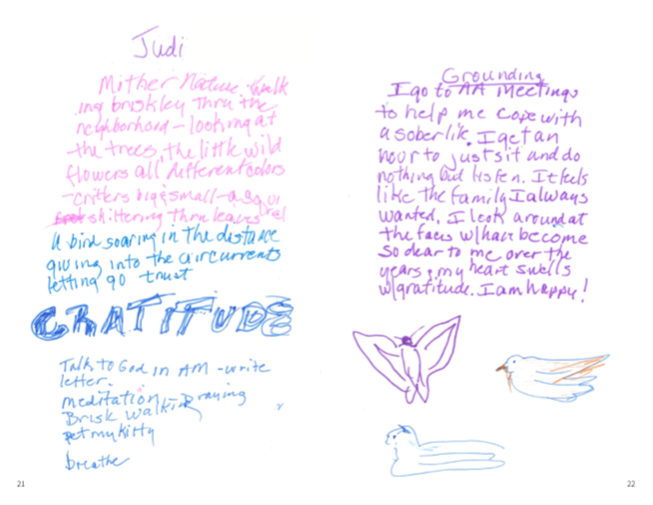 Judi
Mother Nature. Walk
ing briskley thru the
neighborhood - looking at
the trees, the little wild
flowers all different colors
- critters big & small - a squi
rrel
skittering thru leaves
A bird soaring in the distance
giving into the air currents
letting go trust
GRATITUDE
Talk to God in AM - write
letter.
meditation - Praying
Brisk walking
pet my kitty
breathe
21
Grounding
I go to AA Meetings
to help me cope with
a sober life. I get an
hour to just sit and do
nothing but listen. It feels
like the family I always
wanted. I look around at
the faces w/have become
so dear to me over the
years & my heart swells
w/gratitude. I am happy!
22